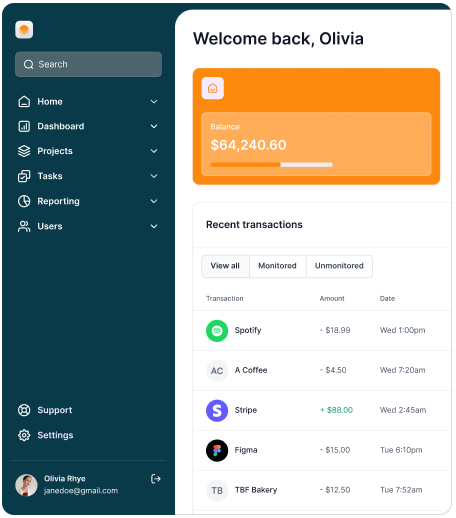 Search
Home
Dashboard
Projects
Tasks
Reporting
Users
Support
Settings
Olivia Rhye
janedoe@gmail.com
Welcome back, Olivia
Balance
$64,240.60
Recent transactions
View all Monitored Unmonitored
Transaction Amount Date
Spotify - $18.99 Wed 1:00pm
AC A Coffee - $4.50 Wed 7:20am
S Stripe + $88.00 Wed 2:45am
Figma - $15.00 Tue 6:10pm
TB TBF Bakery - $12.50 Tue 7:52am